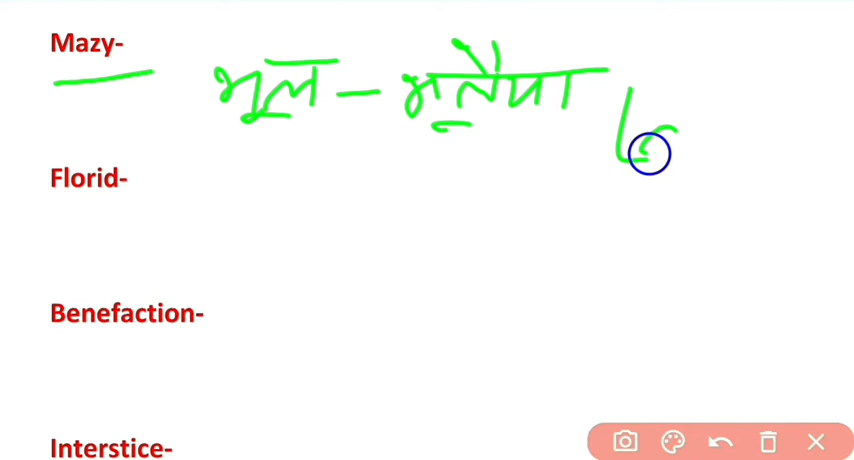 Mazy-
भूल - भुलैया
Florid-
Benefaction-
Interstice-